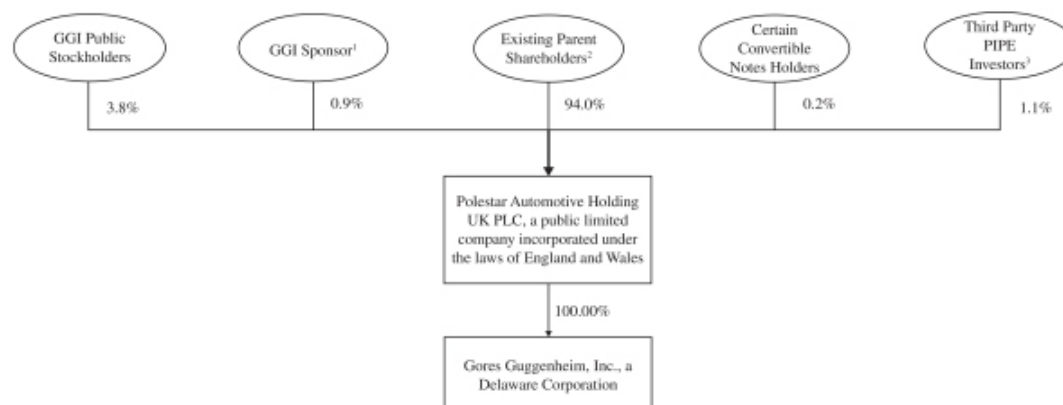 GGI Public
Stockholders
GGI Sponsor¹
Existing Parent
Shareholders²
Certain
Convertible
Notes Holders
Third Party
PIPE
Investors³
3.8%
0.9%
94.0%
0.2%
1.1%
Polestar Automotive Holding
UK PLC, a public limited
company incorporated under
the laws of England and Wales
100.00%
Gores Guggenheim, Inc., a
Delaware Corporation